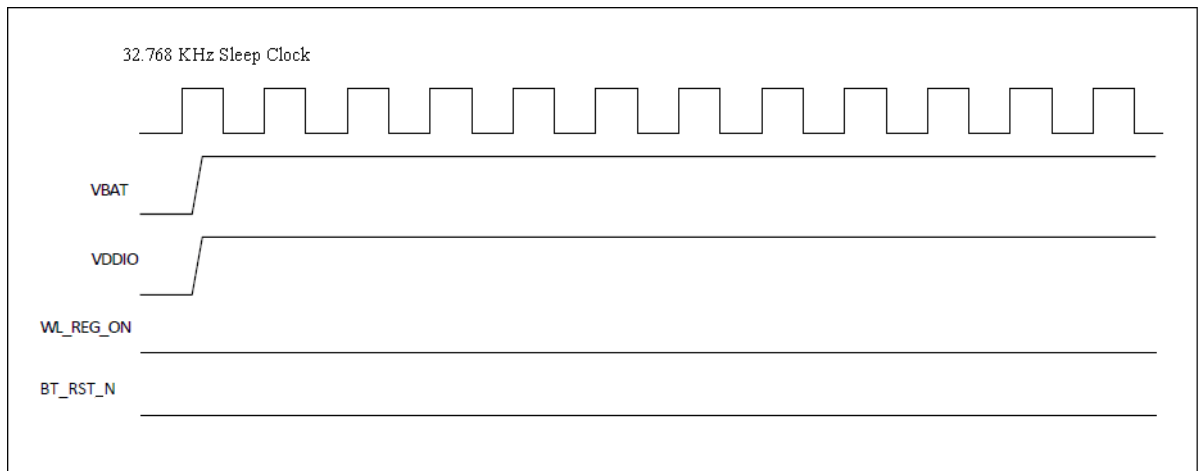 32.768 KHz Sleep Clock
VBAT
VDDIO
WL_REG_ON
BT_RST_N